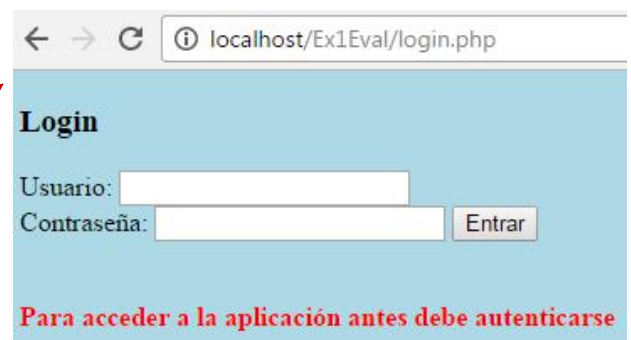 localhost/Ex1Eval/login.php
Login
Usuario:
Contraseña: Entrar
Para acceder a la aplicación antes debe autenticarse